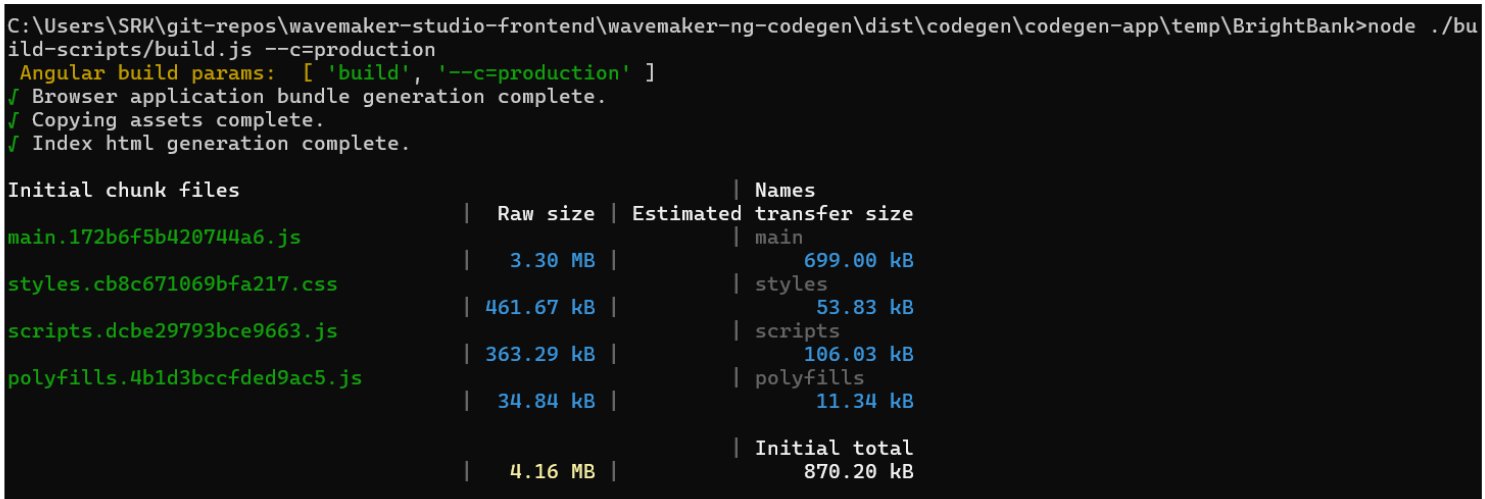 C:\Users\SRK\git-repos\wavemaker-studio-frontend\wavemaker-ng-codegen\dist\codegen\codegen-app\temp\BrightBank>node ./bu
ild-scripts/build.js --c=production
Angular build params:  [ 'build', '--c=production' ]
√ Browser application bundle generation complete.
√ Copying assets complete.
√ Index html generation complete.
Initial chunk files | Names
| Raw size | Estimated transfer size
main.172b6f5b420744a6.js | main
| 3.30 MB | 699.00 kB
styles.cb8c671069bfa217.css | styles
| 461.67 kB | 53.83 kB
scripts.dcbe29793bce9663.js | scripts
| 363.29 kB | 106.03 kB
polyfills.4b1d3bccfded9ac5.js | polyfills
| 34.84 kB | 11.34 kB
| Initial total
| 4.16 MB | 870.20 kB